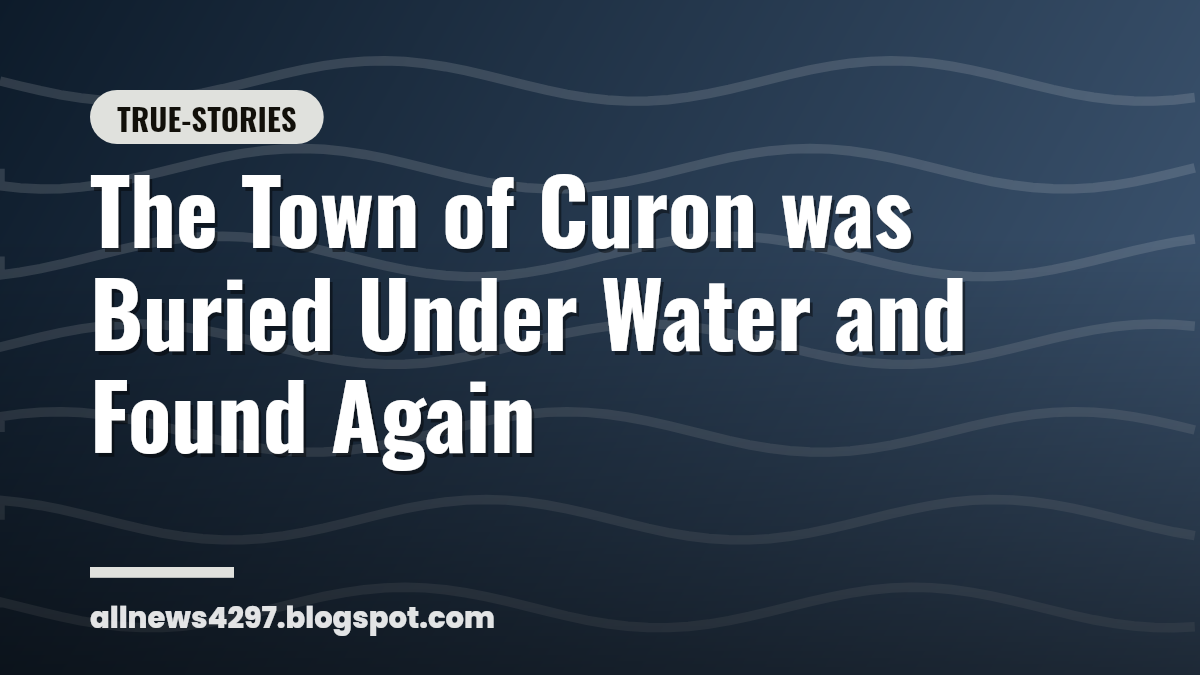 TRUE-STORIES
The Town of Curon was
Buried Under Water and
Found Again
allnews4297.blogspot.com